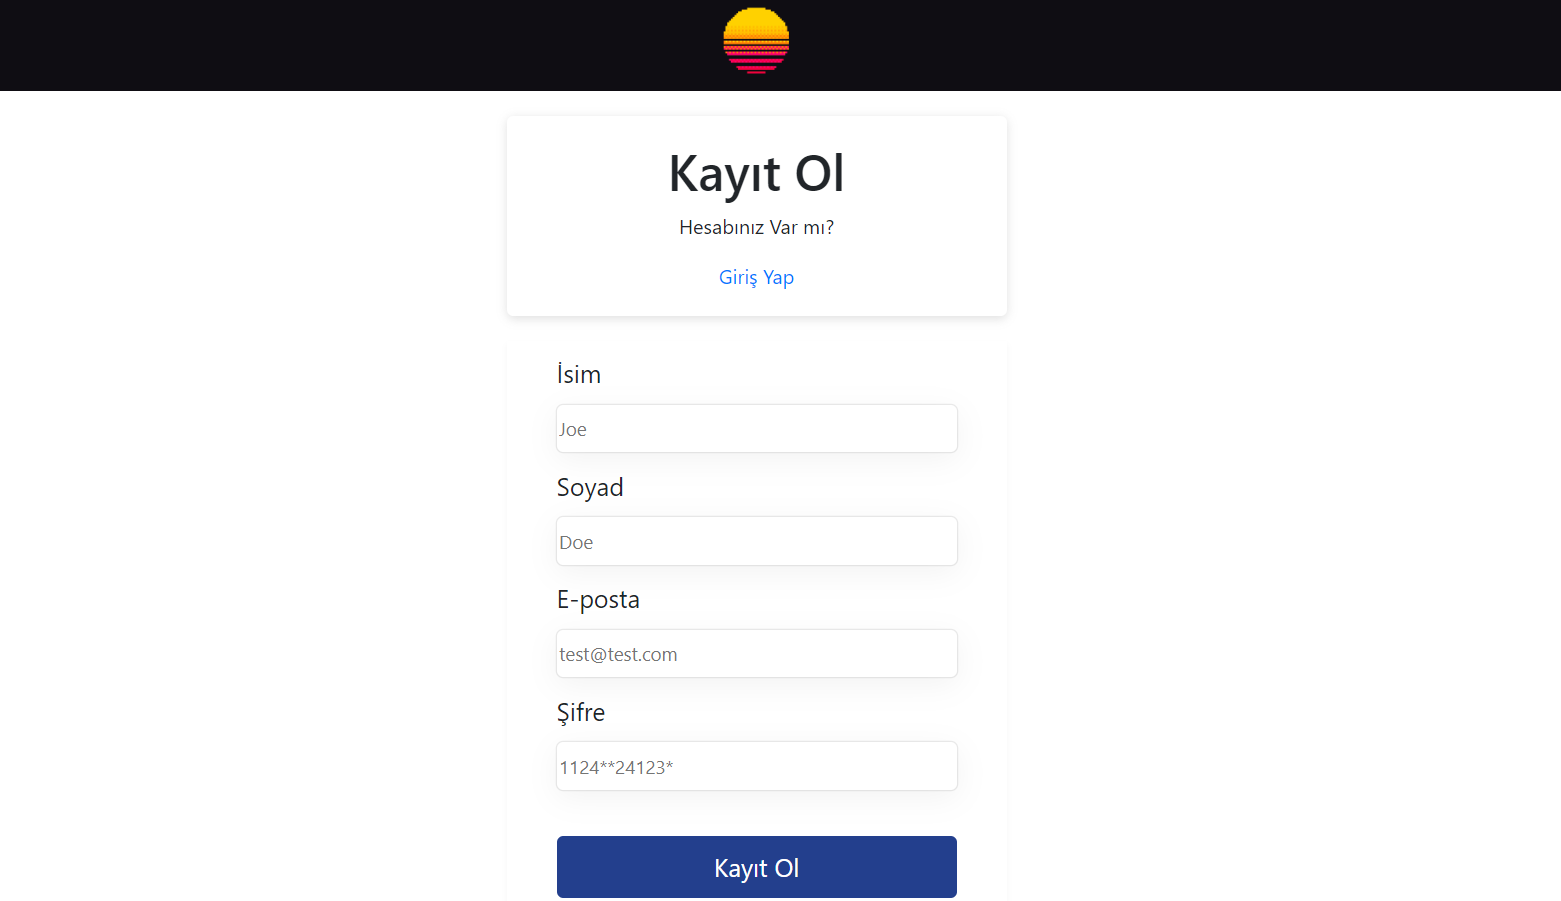 Kayıt Ol
Hesabınız Var mı?
Giriş Yap
İsim
Joe
Soyad
Doe
E-posta
test@test.com
Şifre
1124**24123*
Kayıt Ol